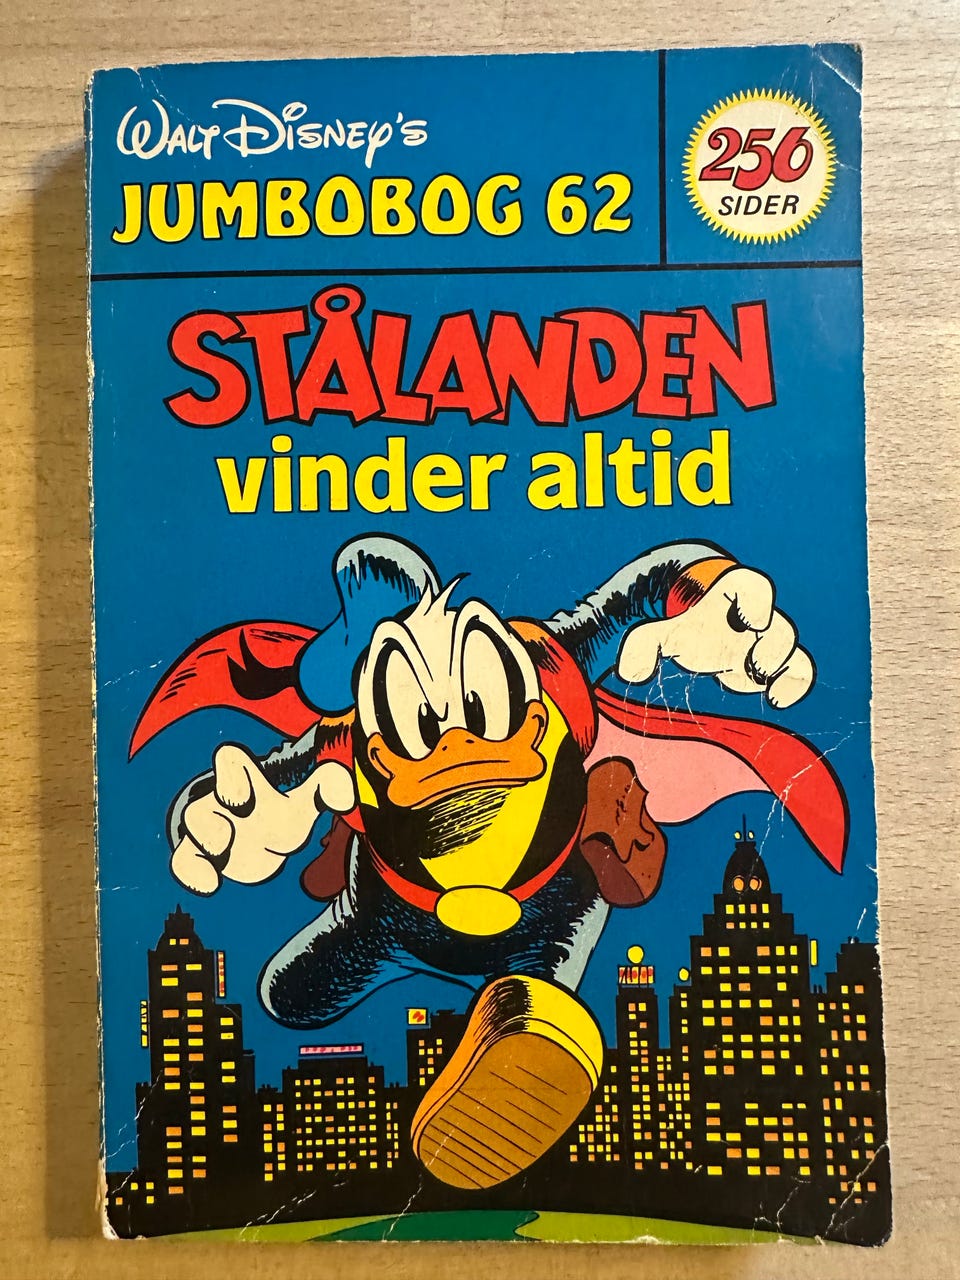 WALT DISNEY'S
JUMBOBOG 62
256
SIDER
STÅLANDEN
vinder altid